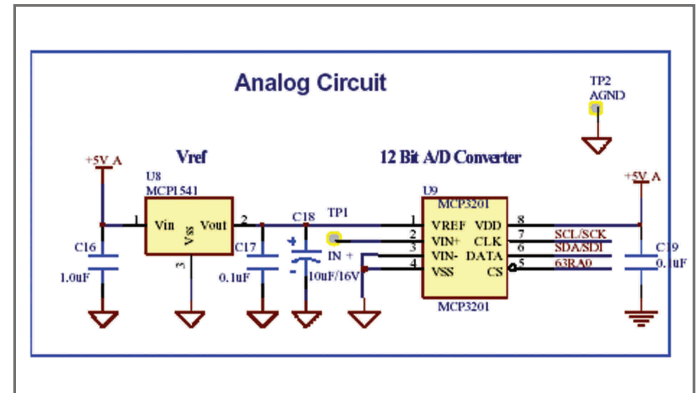 Analog Circuit
TP2
AGND
+5V_A
Vref
12 Bit A/D Converter
+5V_A
U8
MCP1541
U9
MCP3201
C18
TP1
1
Vin
Vout
2
Vss
3
1
VREF
VDD
8
2
VIN+
CLK
7
SCL/SCK
3
VIN-
DATA
6
SDA/SDI
4
VSS
CS
5
63RA0
IN +
C16
1.0uF
C17
0.1uF
10uF/16V
C19
0.1uF
MCP3201